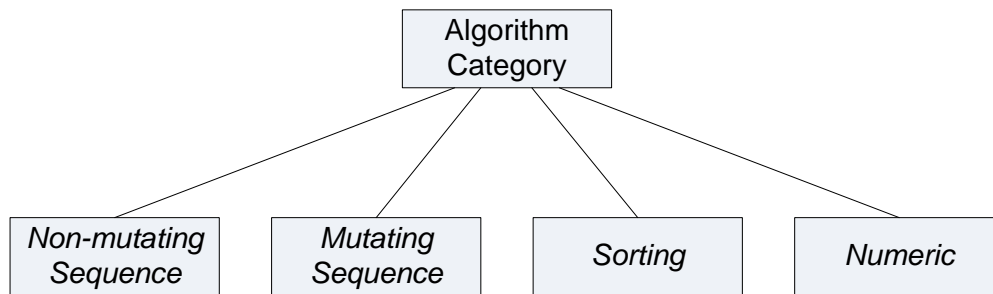 Algorithm
Category
Non-mutating
Sequence
Mutating
Sequence
Sorting
Numeric